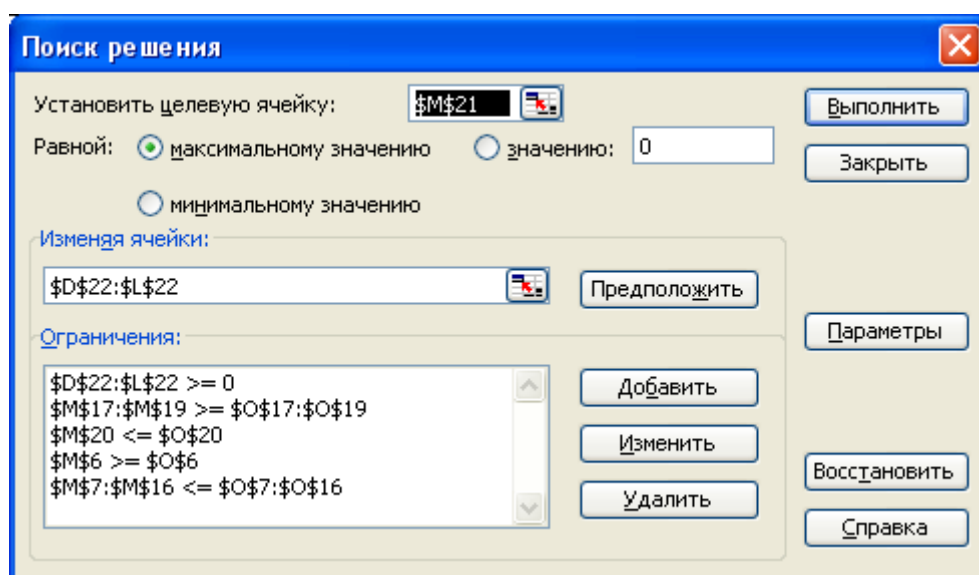 Поиск решения
Установить целевую ячейку: $M$21 Выполнить
Равной: максимальному значению значению: 0 Закрыть
минимальному значению
Изменяя ячейки:
$D$22:$L$22 Предположить
Параметры
Ограничения:
$D$22:$L$22 >= 0 Добавить
$M$17:$M$19 >= $O$17:$O$19
$M$20 <= $O$20 Изменить
$M$6 >= $O$6
$M$7:$M$16 <= $O$7:$O$16 Восстановить
Удалить
Справка